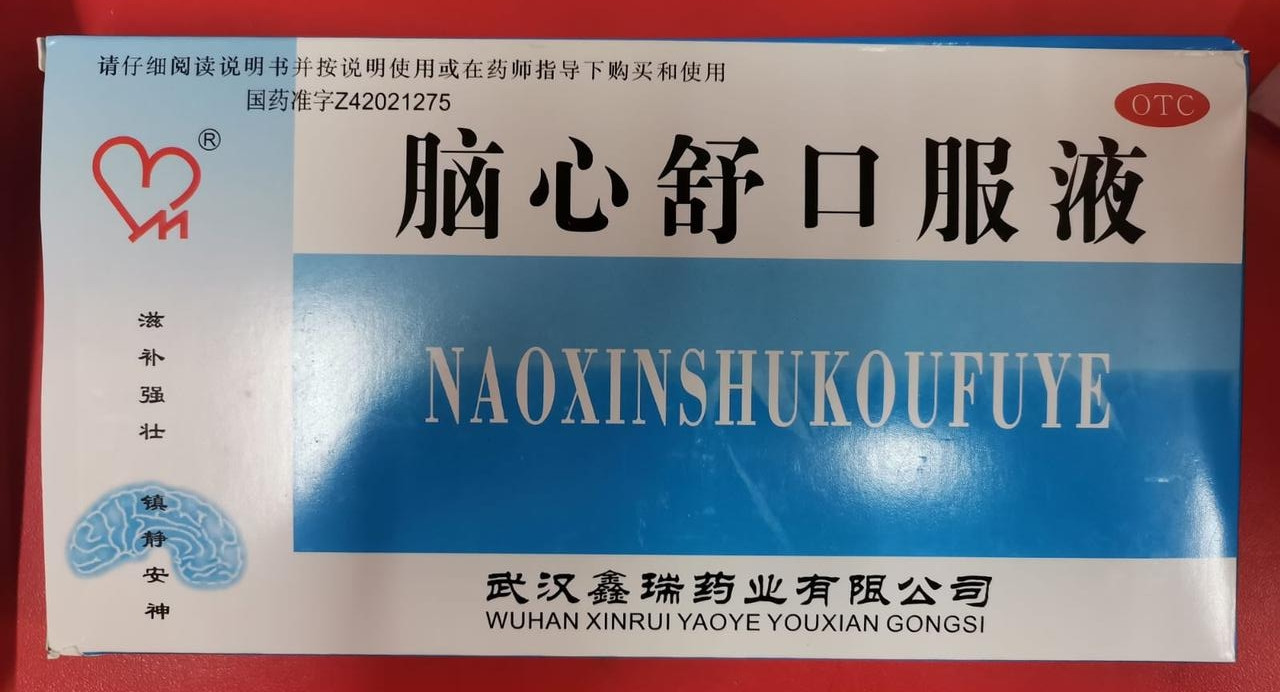 请仔细阅读说明书并按说明使用或在药师指导下购买和使用
国药准字Z42021275
OTC
®
脑心舒口服液
滋补强壮
镇静安神
NAOXINSHUKOUFUYE
武汉鑫瑞药业有限公司
WUHAN XINRUI YAOYE YOUXIAN GONGSI